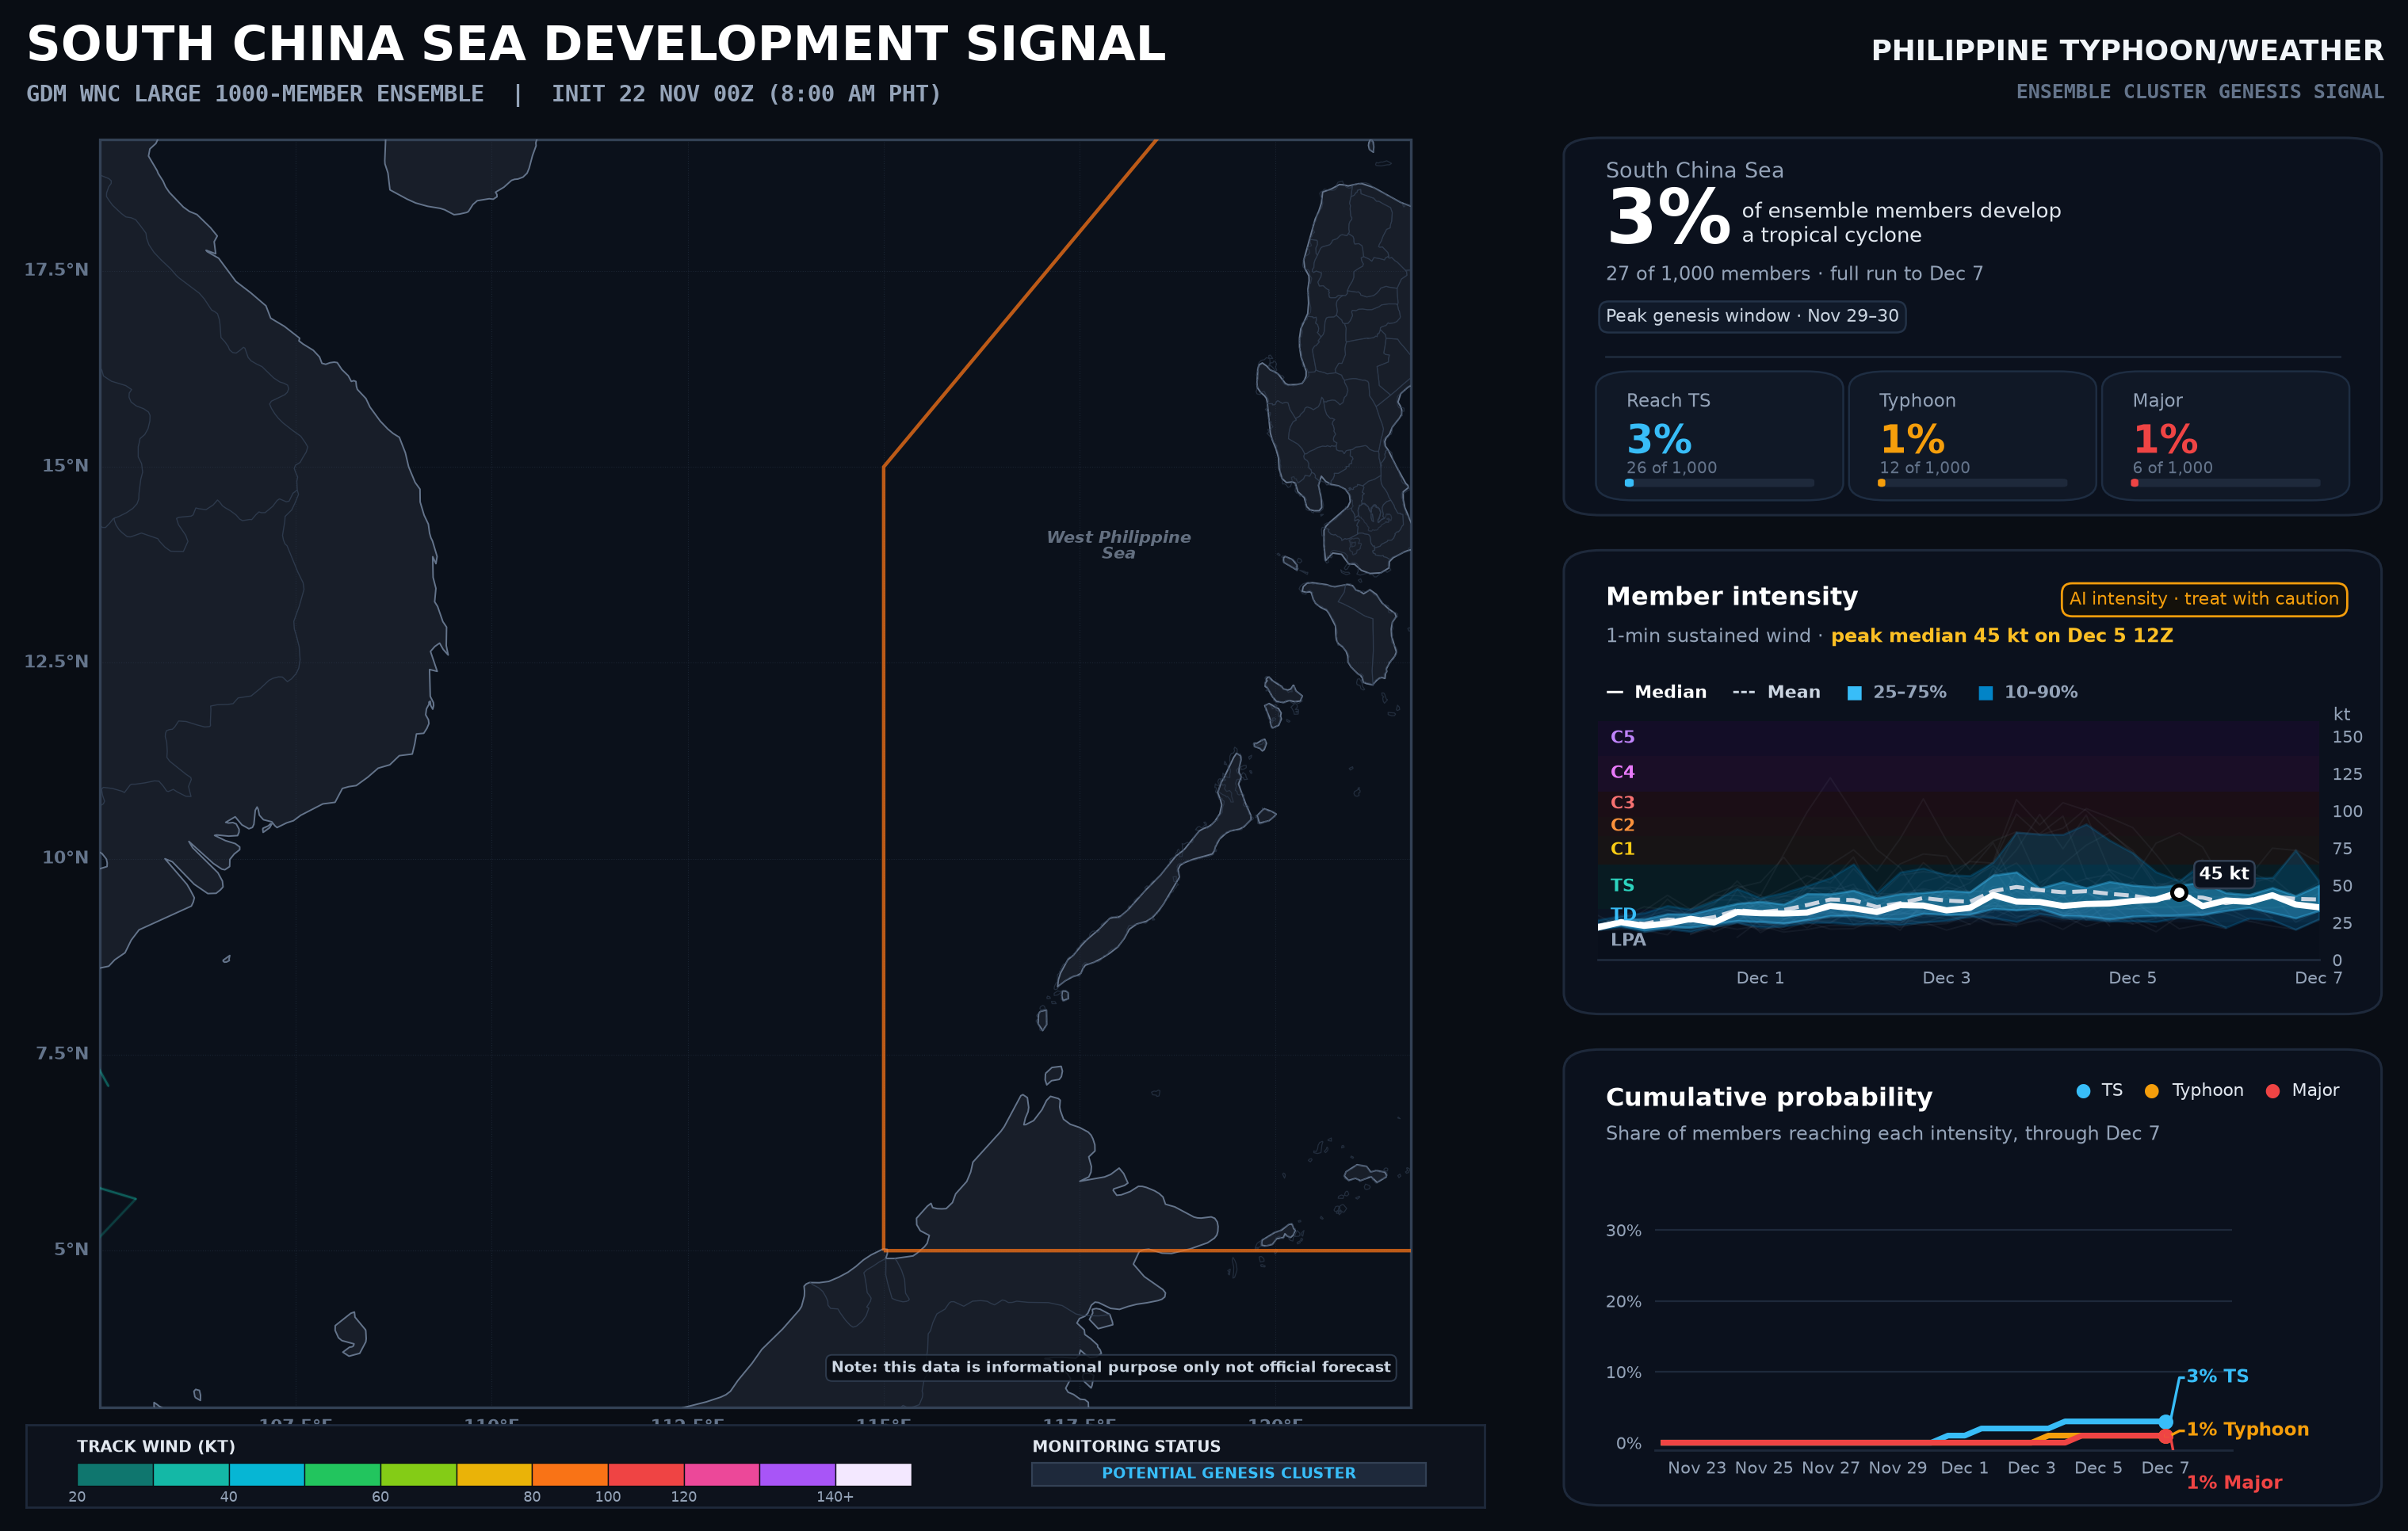 SOUTH CHINA SEA DEVELOPMENT SIGNAL
GDM WNC LARGE 1000-MEMBER ENSEMBLE | INIT 22 NOV 00Z (8:00 AM PHT)
PHILIPPINE TYPHOON/WEATHER
ENSEMBLE CLUSTER GENESIS SIGNAL
17.5°N
15°N
12.5°N
10°N
7.5°N
5°N
West Philippine
Sea
Note: this data is informational purpose only not official forecast
107.5°E 110°E 112.5°E 115°E 117.5°E 120°E
TRACK WIND (KT)
20 40 60 80 100 120 140+
MONITORING STATUS
POTENTIAL GENESIS CLUSTER
South China Sea
3% of ensemble members develop
a tropical cyclone
27 of 1,000 members · full run to Dec 7
Peak genesis window · Nov 29–30
Reach TS
3%
26 of 1,000
Typhoon
1%
12 of 1,000
Major
1%
6 of 1,000
Member intensity
AI intensity · treat with caution
1-min sustained wind · peak median 45 kt on Dec 5 12Z
Median Mean 25–75% 10–90%
kt
C5 150
C4 125
C3 100
C2
C1 75
TS 50
TD 25
LPA 0
45 kt
Dec 1 Dec 3 Dec 5 Dec 7
Cumulative probability
TS Typhoon Major
Share of members reaching each intensity, through Dec 7
30%
20%
10%
0%
3% TS
1% Typhoon
1% Major
Nov 23 Nov 25 Nov 27 Nov 29 Dec 1 Dec 3 Dec 5 Dec 7